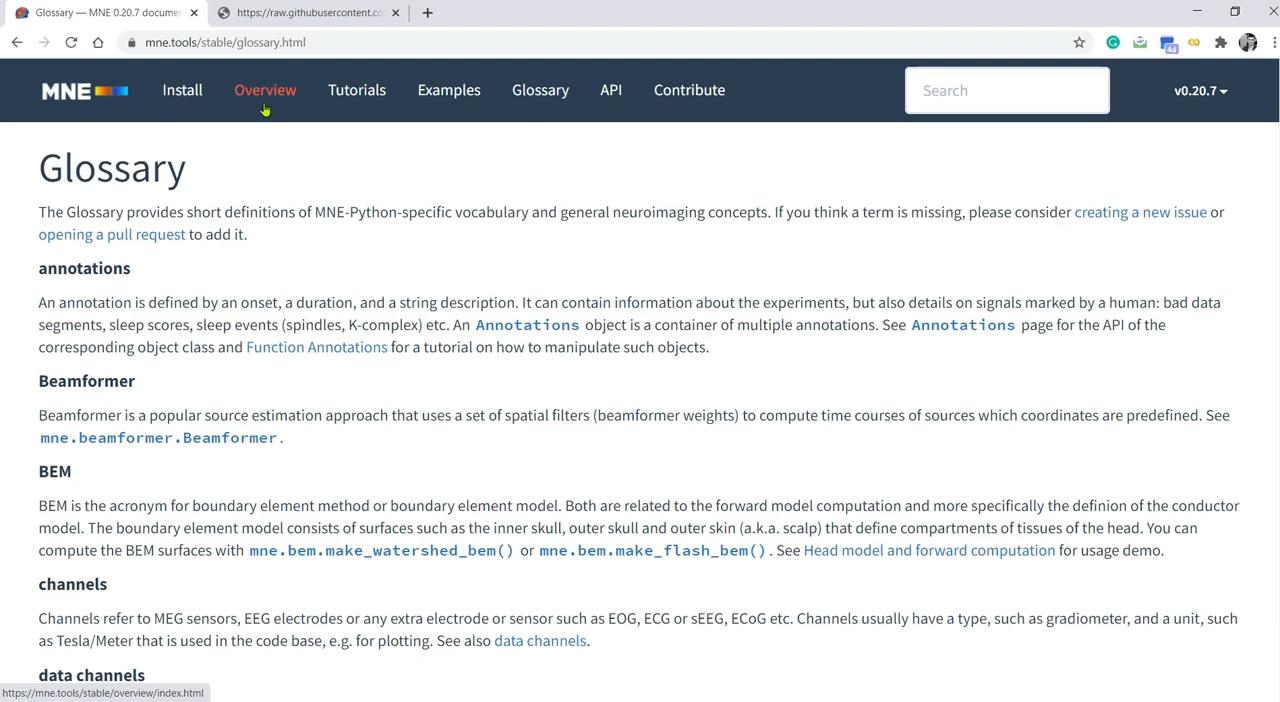 Glossary — MNE 0.20.7 documen
https://raw.githubusercontent.co
mne.tools/stable/glossary.html
4d
MNE Install Overview Tutorials Examples Glossary API Contribute Search v0.20.7
Glossary
The Glossary provides short definitions of MNE-Python-specific vocabulary and general neuroimaging concepts. If you think a term is missing, please consider creating a new issue or
opening a pull request to add it.
annotations
An annotation is defined by an onset, a duration, and a string description. It can contain information about the experiments, but also details on signals marked by a human: bad data
segments, sleep scores, sleep events (spindles, K-complex) etc. An Annotations object is a container of multiple annotations. See Annotations page for the API of the
corresponding object class and Function Annotations for a tutorial on how to manipulate such objects.
Beamformer
Beamformer is a popular source estimation approach that uses a set of spatial filters (beamformer weights) to compute time courses of sources which coordinates are predefined. See
mne.beamformer.Beamformer.
BEM
BEM is the acronym for boundary element method or boundary element model. Both are related to the forward model computation and more specifically the definion of the conductor
model. The boundary element model consists of surfaces such as the inner skull, outer skull and outer skin (a.k.a. scalp) that define compartments of tissues of the head. You can
compute the BEM surfaces with mne.bem.make_watershed_bem() or mne.bem.make_flash_bem(). See Head model and forward computation for usage demo.
channels
Channels refer to MEG sensors, EEG electrodes or any extra electrode or sensor such as EOG, ECG or sEEG, ECoG etc. Channels usually have a type, such as gradiometer, and a unit, such
as Tesla/Meter that is used in the code base, e.g. for plotting. See also data channels.
data channels
https://mne.tools/stable/overview/index.html